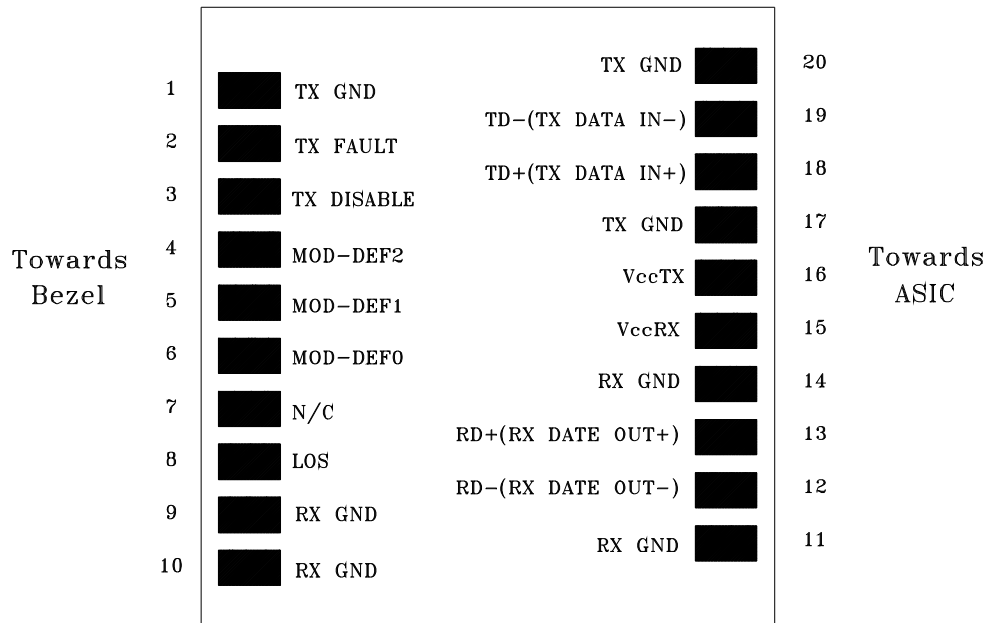 Towards
Bezel
1 TX GND
2 TX FAULT
3 TX DISABLE
4 MOD-DEF2
5 MOD-DEF1
6 MOD-DEF0
7 N/C
8 LOS
9 RX GND
10 RX GND
TX GND 20
TD-(TX DATA IN-) 19
TD+(TX DATA IN+) 18
TX GND 17
VccTX 16
VccRX 15
RX GND 14
RD+(RX DATE OUT+) 13
RD-(RX DATE OUT-) 12
RX GND 11
Towards
ASIC